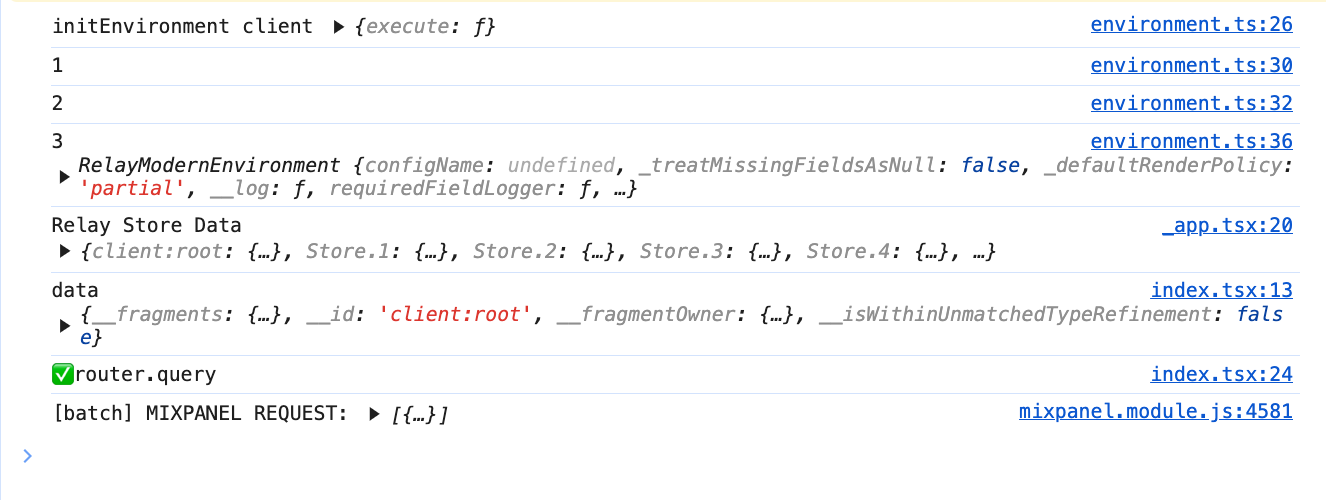 initEnvironment client ▶ {execute: ƒ} environment.ts:26
1 environment.ts:30
2 environment.ts:32
3 environment.ts:36
▶ RelayModernEnvironment {configName: undefined, _treatMissingFieldsAsNull: false, _defaultRenderPolicy:
'partial', __log: ƒ, requiredFieldLogger: ƒ, …}
Relay Store Data _app.tsx:20
▶ {client:root: {…}, Store.1: {…}, Store.2: {…}, Store.3: {…}, Store.4: {…}, …}
data index.tsx:13
▶ {__fragments: {…}, __id: 'client:root', __fragmentOwner: {…}, __isWithinUnmatchedTypeRefinement: fals
e}
✅router.query index.tsx:24
[batch] MIXPANEL REQUEST: ▶ [{…}] mixpanel.module.js:4581